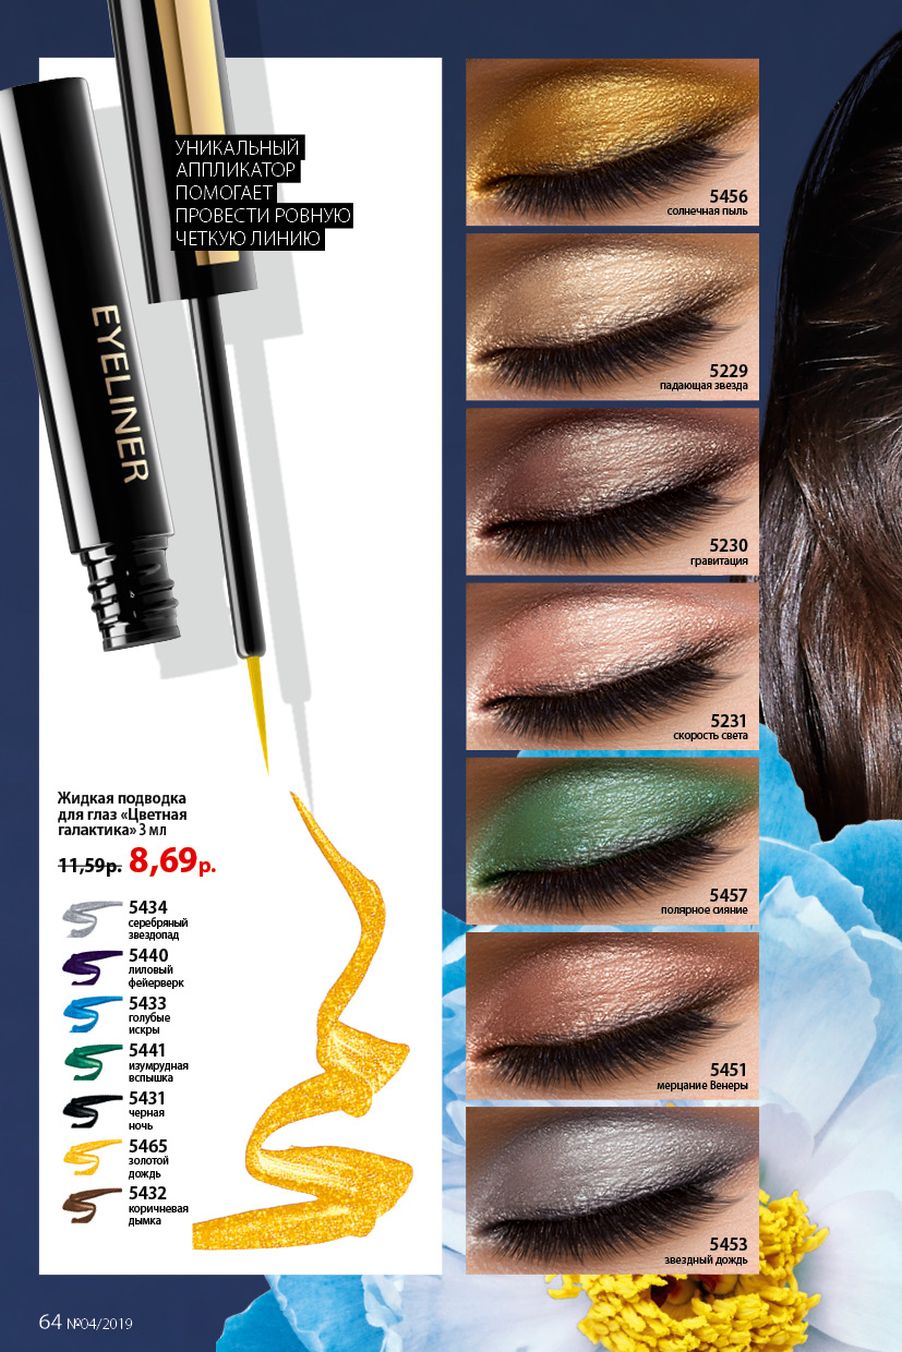 УНИКАЛЬНЫЙ
АППЛИКАТОР
ПОМОГАЕТ
ПРОВЕСТИ РОВНУЮ
ЧЕТКУЮ ЛИНИЮ
EYELINER
Жидкая подводка
для глаз «Цветная
галактика» 3 мл
11,59р. 8,69р.
5434
серебряный
звездопад
5440
лиловый
фейерверк
5433
голубые
искры
5441
изумрудная
вспышка
5431
черная
ночь
5465
золотой
дождь
5432
коричневая
дымка
5456
солнечная пыль
5229
падающая звезда
5230
гравитация
5231
скорость света
5457
полярное сияние
5451
мерцание Венеры
5453
звездный дождь
64 №04/2019